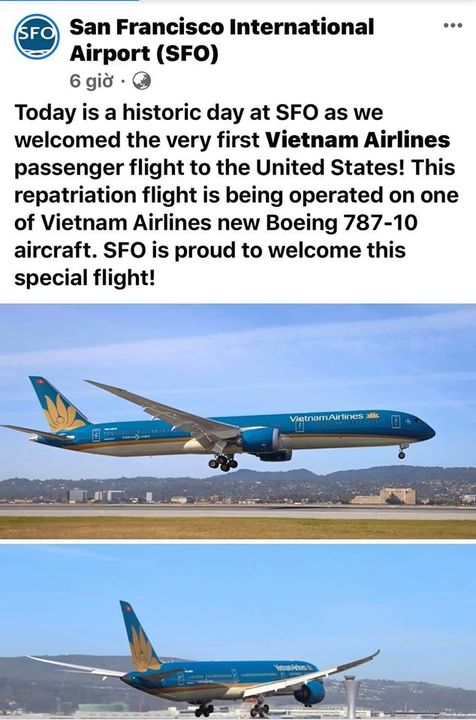 SFO
San Francisco International
Airport (SFO)
6 giờ ·
Today is a historic day at SFO as we
welcomed the very first Vietnam Airlines
passenger flight to the United States! This
repatriation flight is being operated on one
of Vietnam Airlines new Boeing 787-10
aircraft. SFO is proud to welcome this
special flight!
Vietnam Airlines
Vietnam Airlines